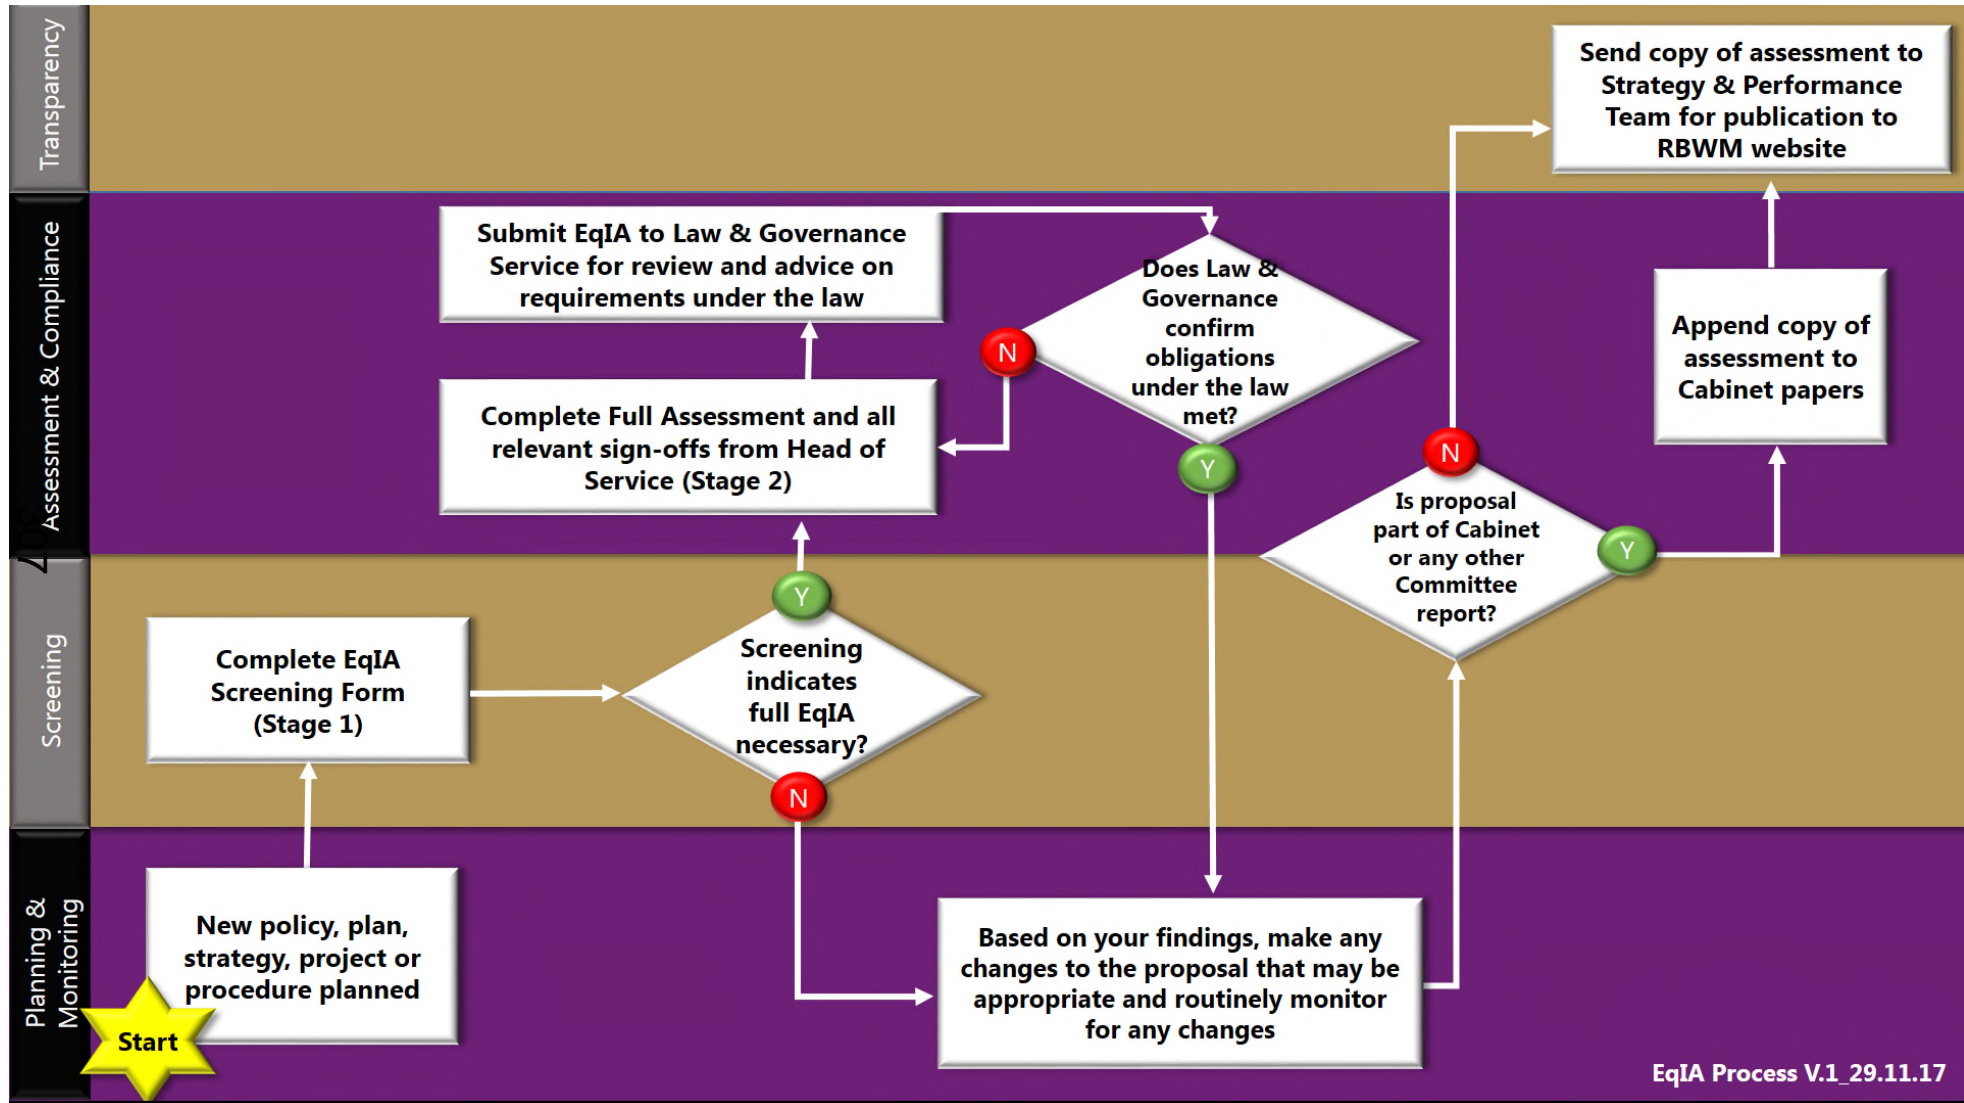 Transparency
Send copy of assessment to
Strategy & Performance
Team for publication to
RBWM website
Assessment & Compliance
Submit EqIA to Law & Governance
Service for review and advice on
requirements under the law
Does Law &
Governance
confirm
obligations
under the law
met?
N
Y
Complete Full Assessment and all
relevant sign-offs from Head of
Service (Stage 2)
Append copy of
assessment to
Cabinet papers
N
Is proposal
part of Cabinet
or any other
Committee
report?
Y
307
Screening
Complete EqIA
Screening Form
(Stage 1)
Y
Screening
indicates
full EqIA
necessary?
N
Planning &
Monitoring
New policy, plan,
strategy, project or
procedure planned
Start
Based on your findings, make any
changes to the proposal that may be
appropriate and routinely monitor
for any changes
EqIA Process V.1_29.11.17